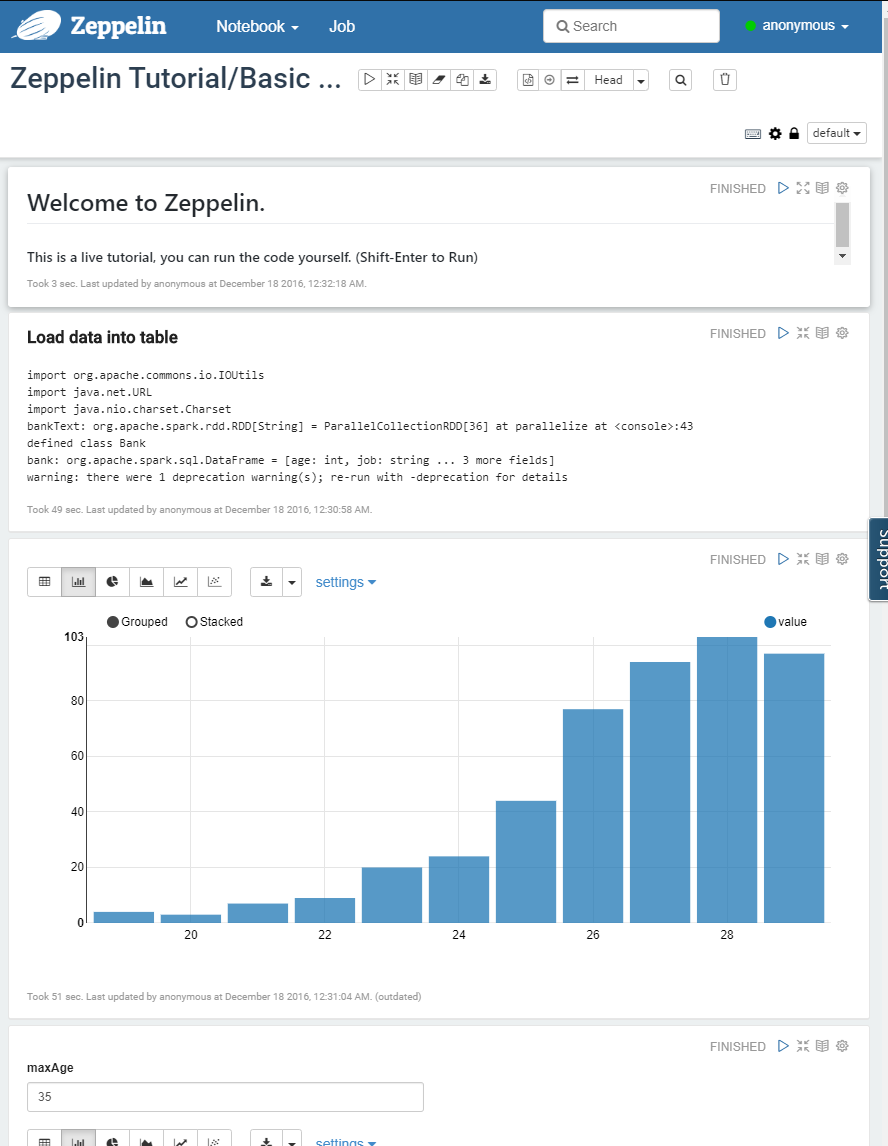 Zeppelin Notebook Job Search anonymous
Zeppelin Tutorial/Basic ... Head
default
Welcome to Zeppelin. FINISHED
This is a live tutorial, you can run the code yourself. (Shift-Enter to Run)
Took 3 sec. Last updated by anonymous at December 18 2016, 12:32:18 AM.
Load data into table FINISHED
import org.apache.commons.io.IOUtils
import java.net.URL
import java.nio.charset.Charset
bankText: org.apache.spark.rdd.RDD[String] = ParallelCollectionRDD[36] at parallelize at <console>:43
defined class Bank
bank: org.apache.spark.sql.DataFrame = [age: int, job: string ... 3 more fields]
warning: there were 1 deprecation warning(s); re-run with -deprecation for details
Took 49 sec. Last updated by anonymous at December 18 2016, 12:30:58 AM.
Support
FINISHED
settings
Grouped Stacked value
103
80
60
40
20
0
20 22 24 26 28
Took 51 sec. Last updated by anonymous at December 18 2016, 12:31:04 AM. (outdated)
FINISHED
maxAge
35
settings